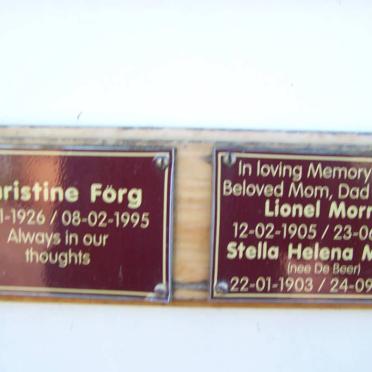 ristine Förg
1-1926 / 08-02-1995
Always in our
thoughts
In loving Memory
Beloved Mom, Dad
Lionel Morr
12-02-1905 / 23-0
Stella Helena M
(nee De Beer)
22-01-1903 / 24-09